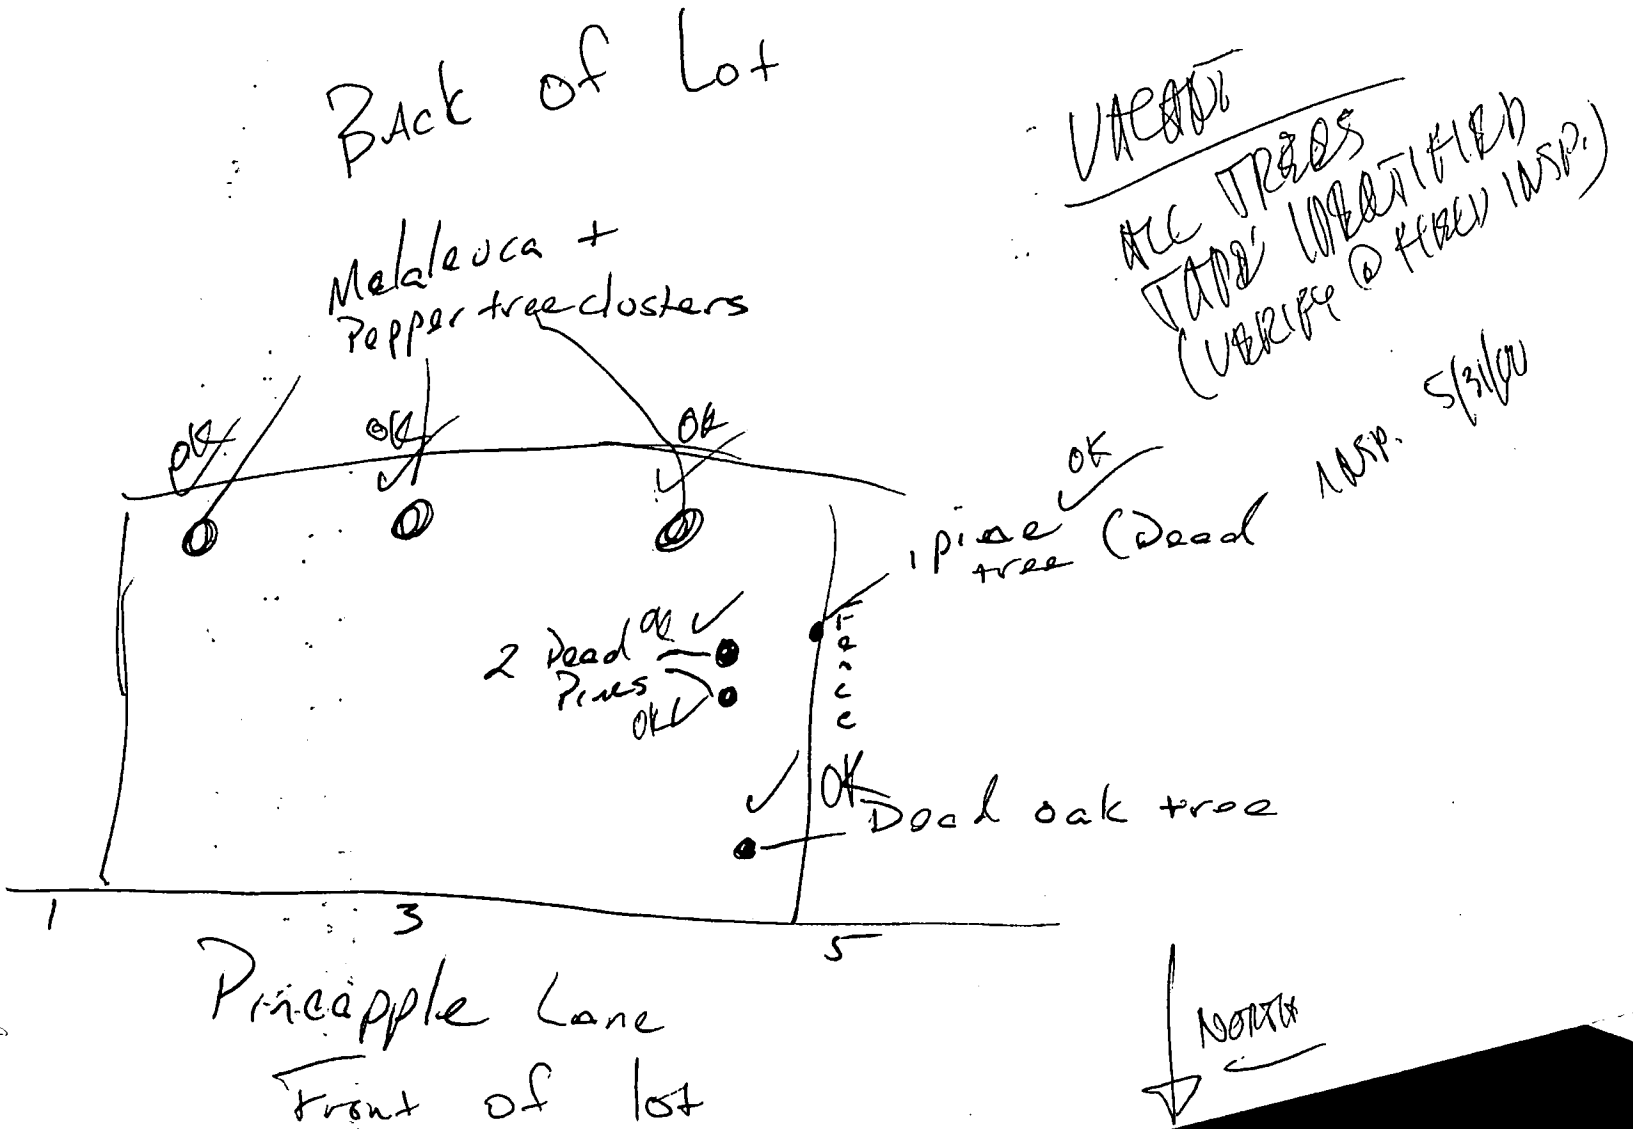 Back of Lot
VACANT
ALL TREES
TAPE IDENTIFIED
(VERIFY @ FIELD INSP.)
INSP. 5/31/00
Melaleuca +
Pepper tree clusters
OK
OK
OK
OK
1 pine
tree (Dead
Fence
2 Dead OK
Pines
OK
OK
Dead oak tree
1 3 5
Pineapple Lane
Front of lot
NORTH